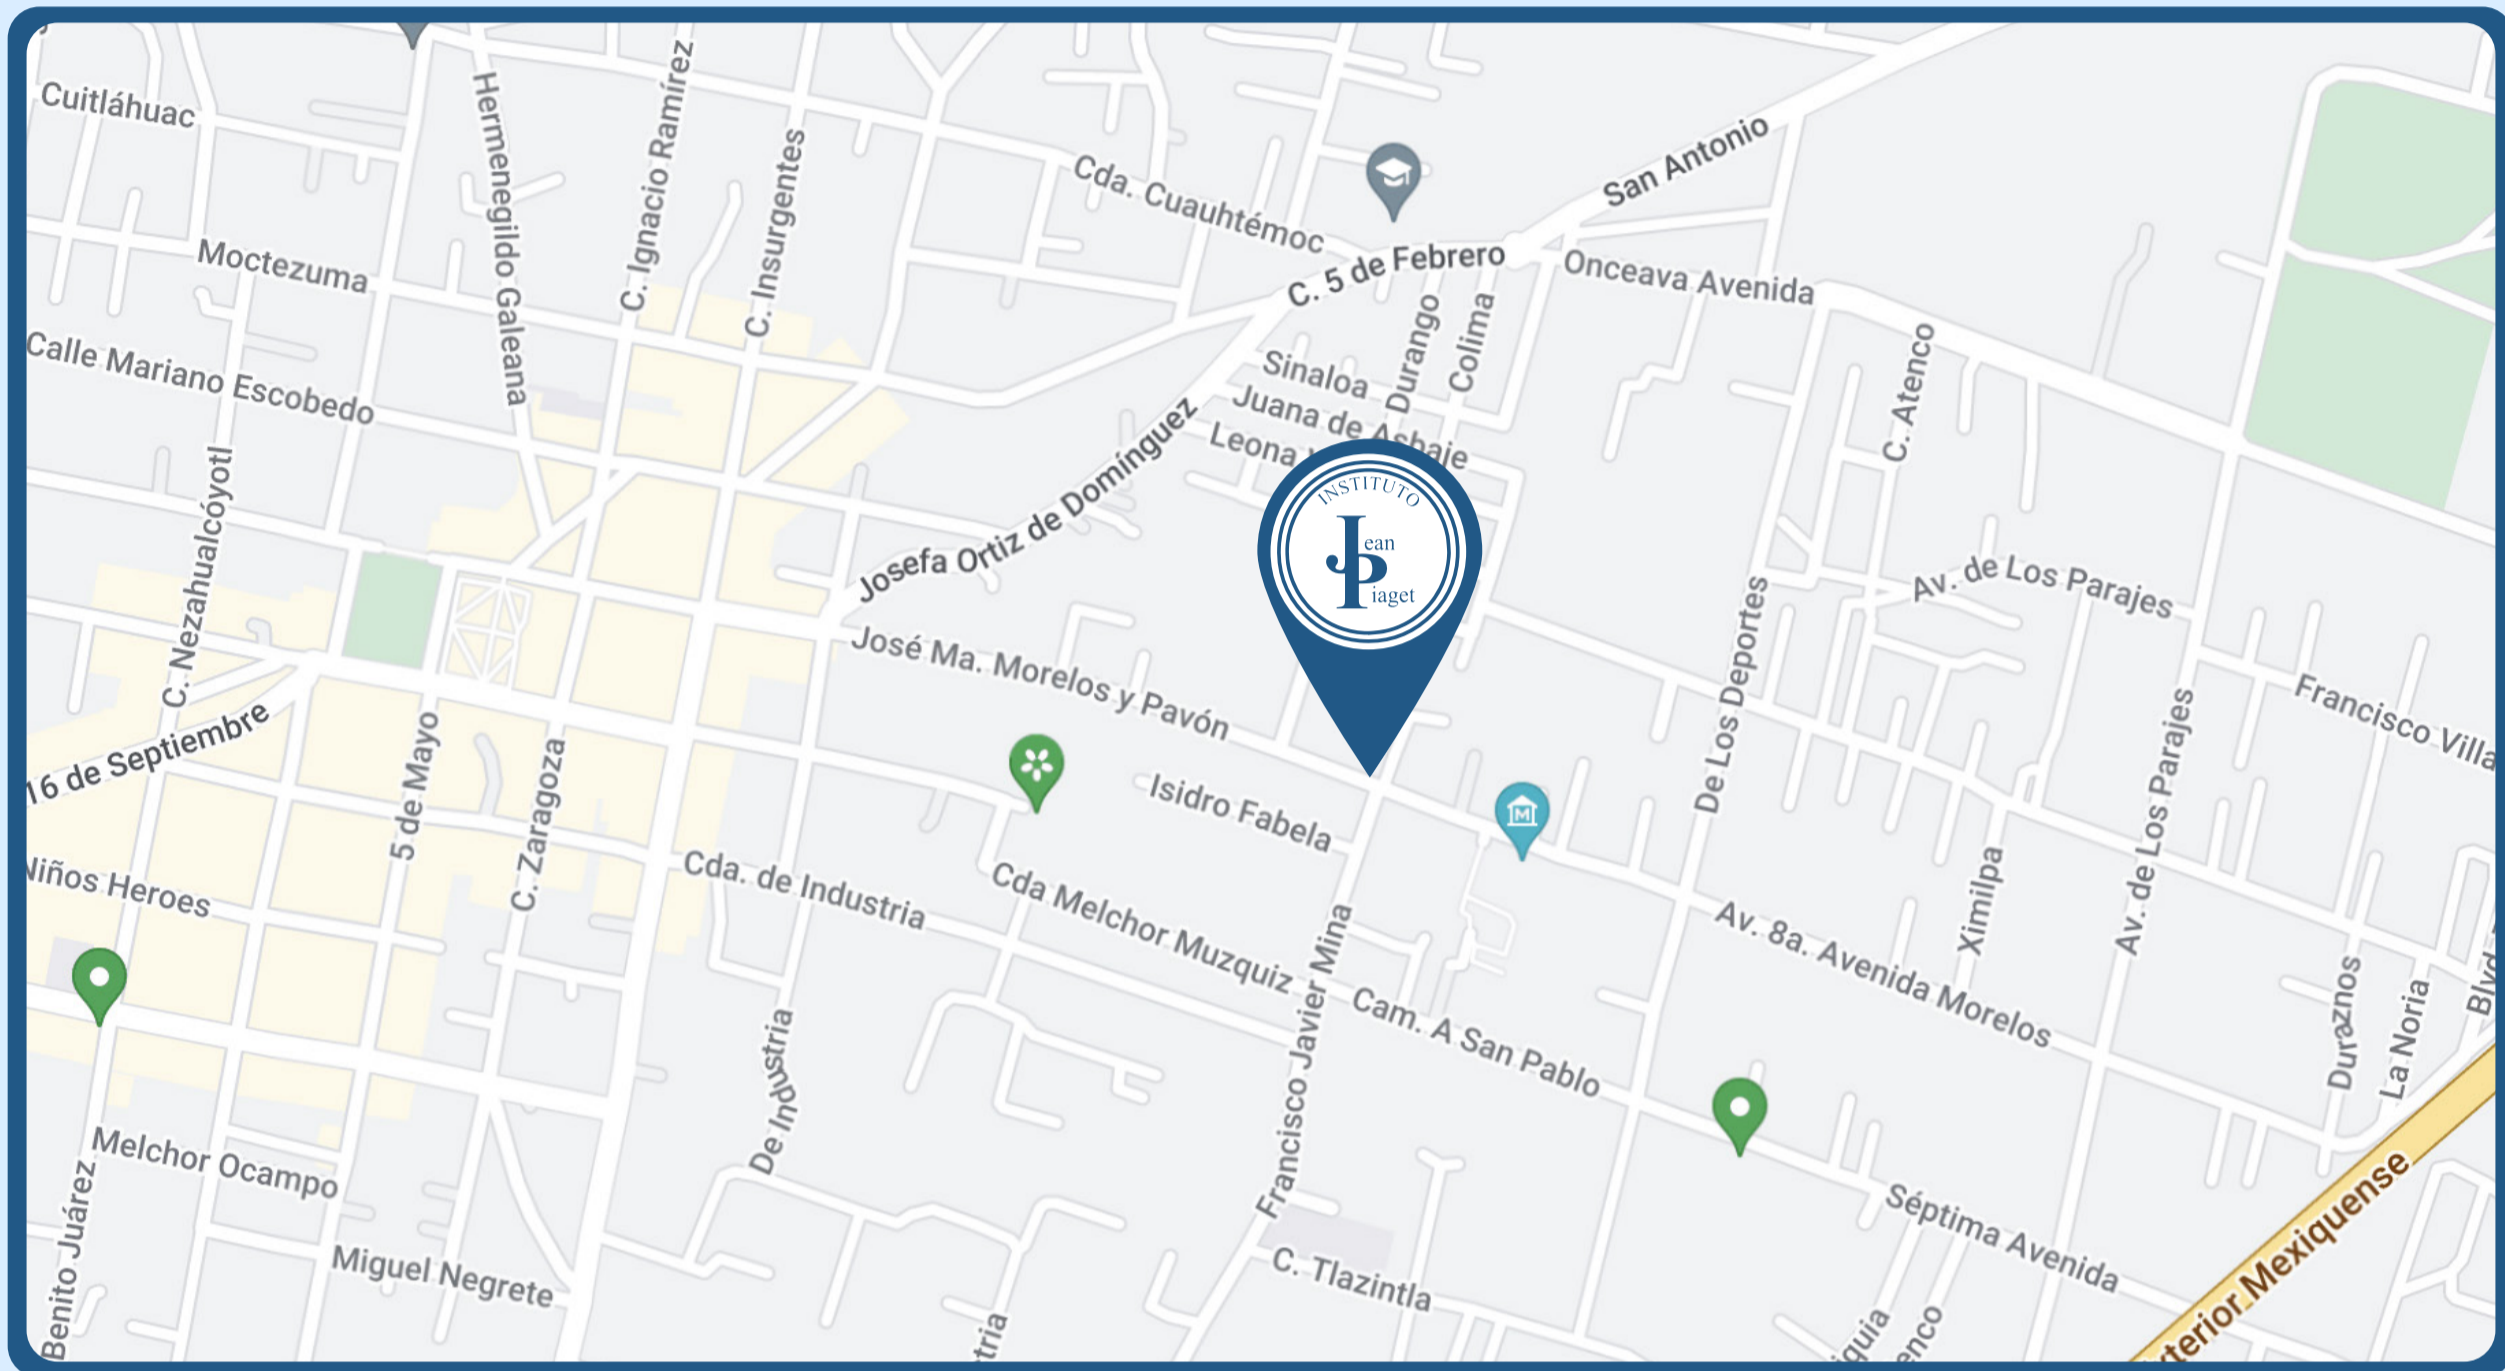 Cuitláhuac
Hermenegildo Galeana
C. Ignacio Ramírez
C. Insurgentes
Cda. Cuauhtémoc
San Antonio
C. 5 de Febrero
Onceava Avenida
Moctezuma
Calle Mariano Escobedo
Sinaloa
Durango
Colima
Juana de Asbaje
Leona
C. Atenco
C. Nezahualcóyotl
Josefa Ortiz de Domínguez
INSTITUTO
Jean
Piaget
Av. de Los Parajes
De Los Deportes
José Ma. Morelos y Pavón
Francisco Villa
16 de Septiembre
5 de Mayo
C. Zaragoza
Isidro Fabela
M
Av. de Los Parajes
Niños Heroes
Cda. de Industria
Cda Melchor Muzquiz
Ximilpa
Av. 8a. Avenida Morelos
Francisco Javier Mina
Cam. A San Pablo
Duraznos
La Noria
Blvd
De Industria
Melchor Ocampo
Benito Juárez
Miguel Negrete
C. Tlazintla
Séptima Avenida
xterior Mexiquense
tria
quia
enco